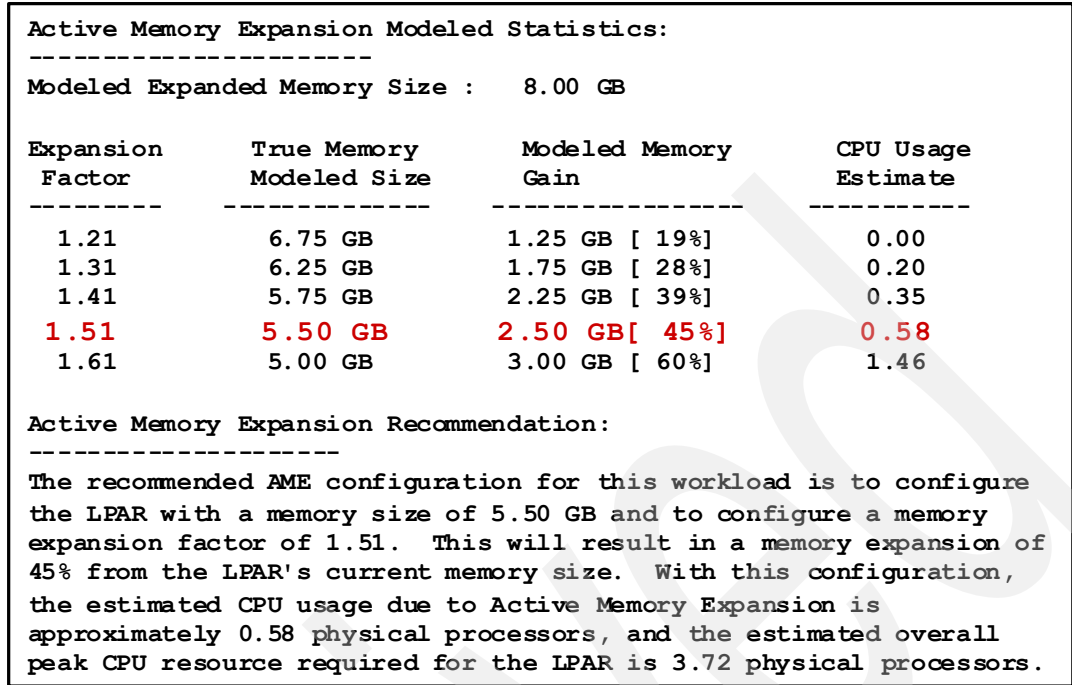 Active Memory Expansion Modeled Statistics:
-----------------------
Modeled Expanded Memory Size :   8.00 GB
Expansion   True Memory   Modeled Memory   CPU Usage
Factor   Modeled Size   Gain   Estimate
---------   --------------   -----------------   -----------
1.21   6.75 GB   1.25 GB [ 19%]   0.00
1.31   6.25 GB   1.75 GB [ 28%]   0.20
1.41   5.75 GB   2.25 GB [ 39%]   0.35
1.51   5.50 GB   2.50 GB[ 45%]   0.58
1.61   5.00 GB   3.00 GB [ 60%]   1.46
Active Memory Expansion Recommendation:
---------------------
The recommended AME configuration for this workload is to configure
the LPAR with a memory size of 5.50 GB and to configure a memory
expansion factor of 1.51.  This will result in a memory expansion of
45% from the LPAR's current memory size.  With this configuration,
the estimated CPU usage due to Active Memory Expansion is
approximately 0.58 physical processors, and the estimated overall
peak CPU resource required for the LPAR is 3.72 physical processors.